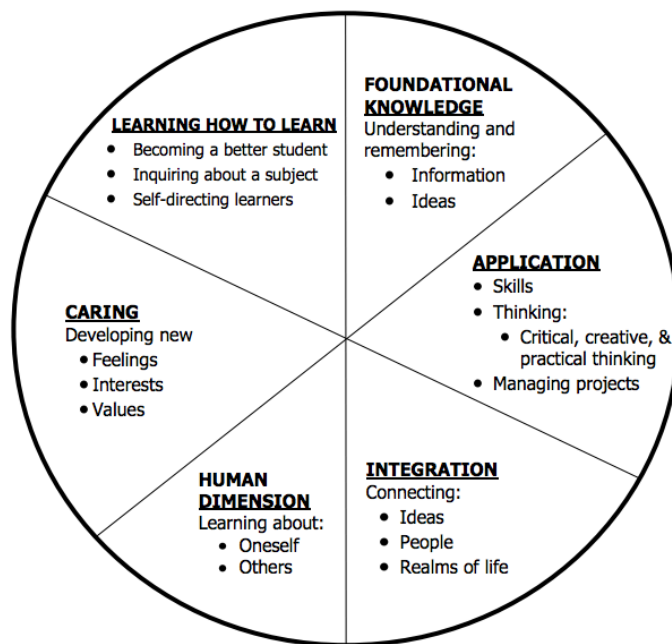 FOUNDATIONAL
KNOWLEDGE
Understanding and
remembering:
• Information
• Ideas
APPLICATION
• Skills
• Thinking:
• Critical, creative, &
practical thinking
• Managing projects
INTEGRATION
Connecting:
• Ideas
• People
• Realms of life
HUMAN
DIMENSION
Learning about:
• Oneself
• Others
CARING
Developing new
• Feelings
• Interests
• Values
LEARNING HOW TO LEARN
• Becoming a better student
• Inquiring about a subject
• Self-directing learners